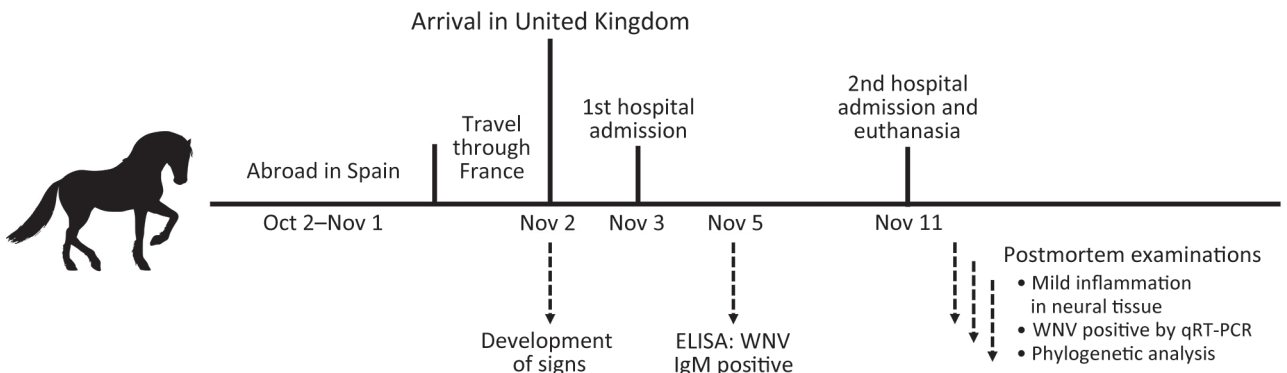 Arrival in United Kingdom
Abroad in Spain
Travel
through
France
1st hospital
admission
2nd hospital
admission and
euthanasia
Oct 2–Nov 1
Nov 2
Nov 3
Nov 5
Nov 11
Development
of signs
ELISA: WNV
IgM positive
Postmortem examinations
• Mild inflammation
in neural tissue
• WNV positive by qRT-PCR
• Phylogenetic analysis